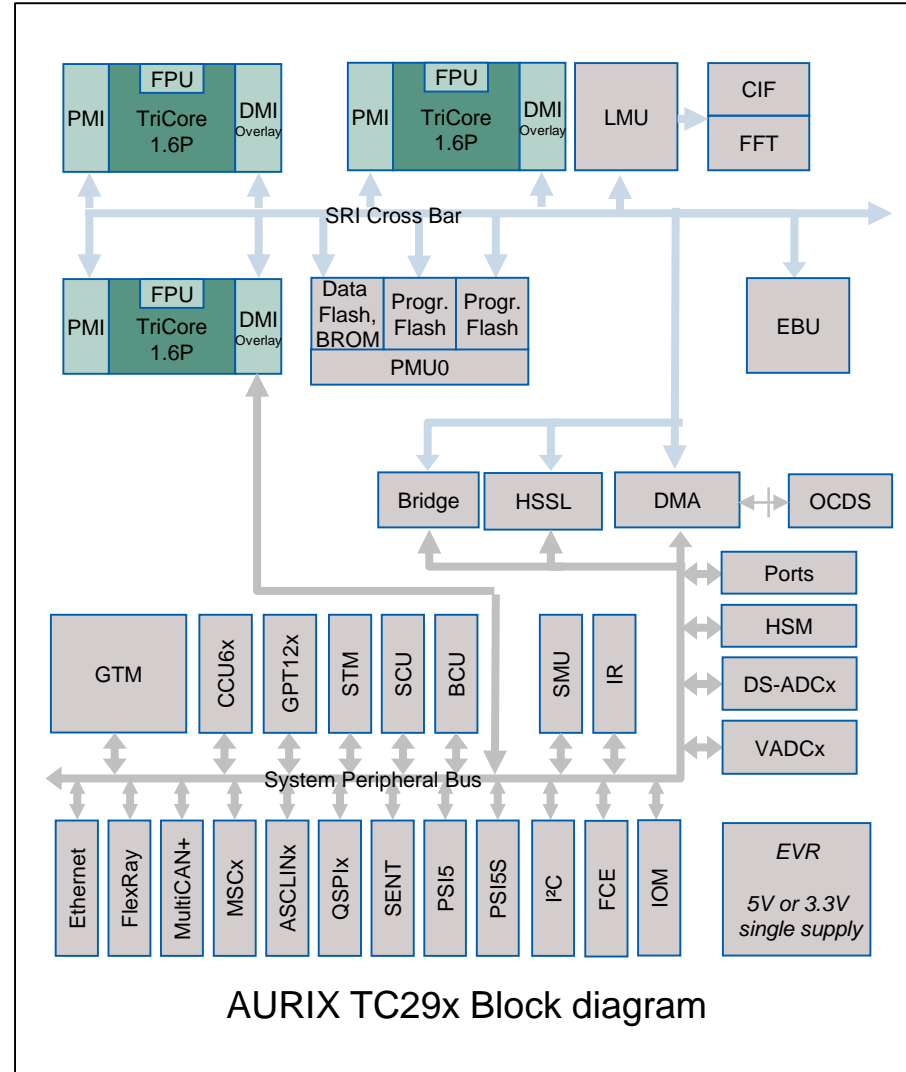 FPU
PMI
TriCore
1.6P
DMI
Overlay
FPU
PMI
TriCore
1.6P
DMI
Overlay
LMU
CIF
FFT
SRI Cross Bar
FPU
PMI
TriCore
1.6P
DMI
Overlay
Data
Flash,
BROM
Progr.
Flash
Progr.
Flash
PMU0
EBU
Bridge
HSSL
DMA
OCDS
Ports
HSM
DS-ADCx
VADCx
GTM
CCU6x
GPT12x
STM
SCU
BCU
SMU
IR
System Peripheral Bus
Ethernet
FlexRay
MultiCAN+
MSCx
ASCLINx
QSPIx
SENT
PSI5
PSI5S
I²C
FCE
IOM
EVR
5V or 3.3V
single supply
AURIX TC29x Block diagram